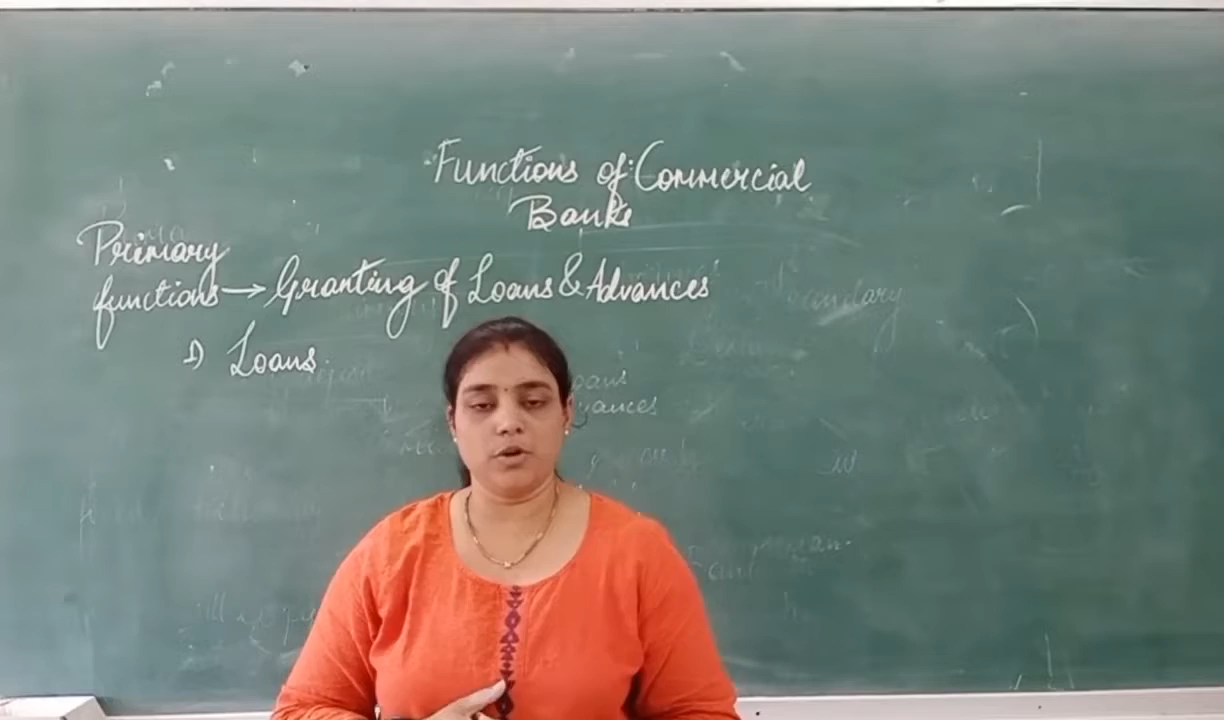 Functions of Commercial
Banks
Primary
functions → Granting of Loans & Advances
1) Loans.